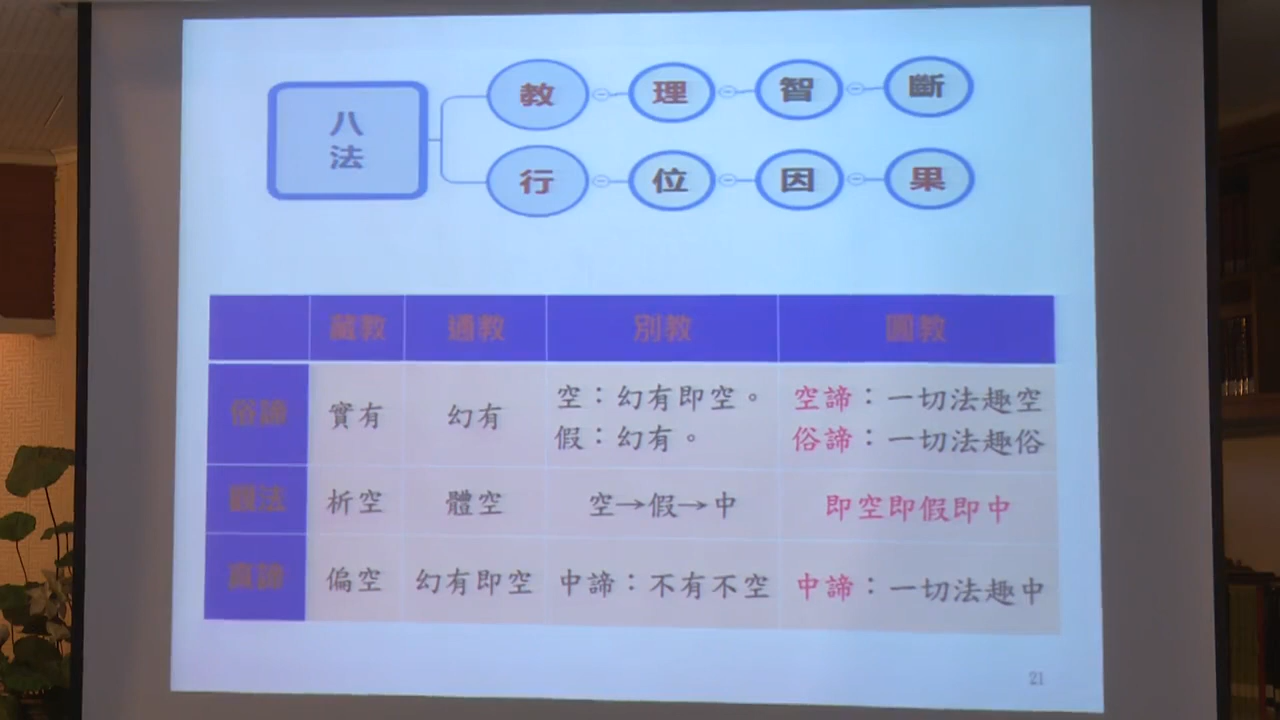 八
法
教 理 智 斷
行 位 因 果
藏教 通教 別教 圓教
俗諦 實有 幻有 空：幻有即空。 空諦：一切法趣空
假：幻有。 俗諦：一切法趣俗
觀法 析空 體空 空→假→中 即空即假即中
真諦 偏空 幻有即空 中諦：不有不空 中諦：一切法趣中
21